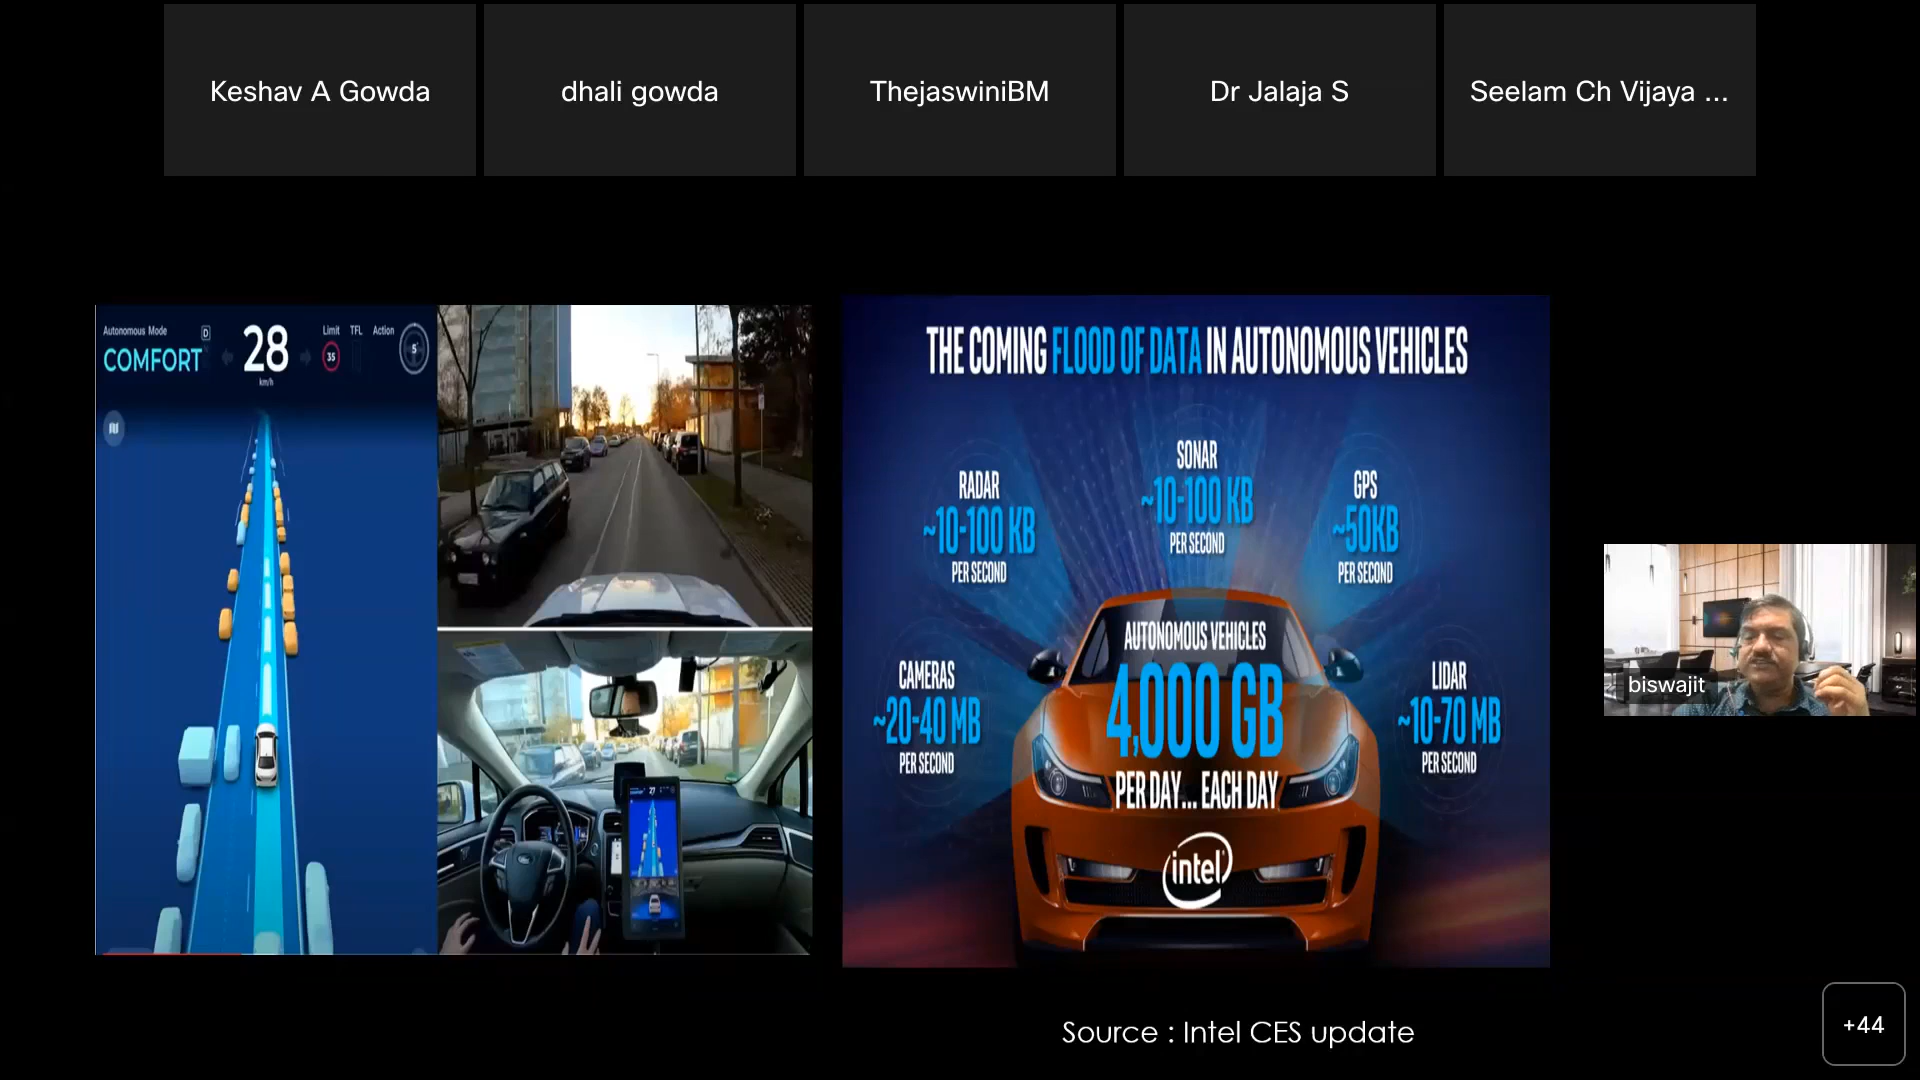 Keshav A Gowda
dhali gowda
ThejaswiniBM
Dr Jalaja S
Seelam Ch Vijaya ...
Autonomous Mode
COMFORT
D
28
km/h
Limit
TFL
Action
35
5
27
THE COMING FLOOD OF DATA IN AUTONOMOUS VEHICLES
RADAR
~10-100 KB
PER SECOND
SONAR
~10-100 KB
PER SECOND
GPS
~50KB
PER SECOND
CAMERAS
~20-40 MB
PER SECOND
AUTONOMOUS VEHICLES
4,000 GB
PER DAY... EACH DAY
LIDAR
~10-70 MB
PER SECOND
intel
Source : Intel CES update
biswajit
+44